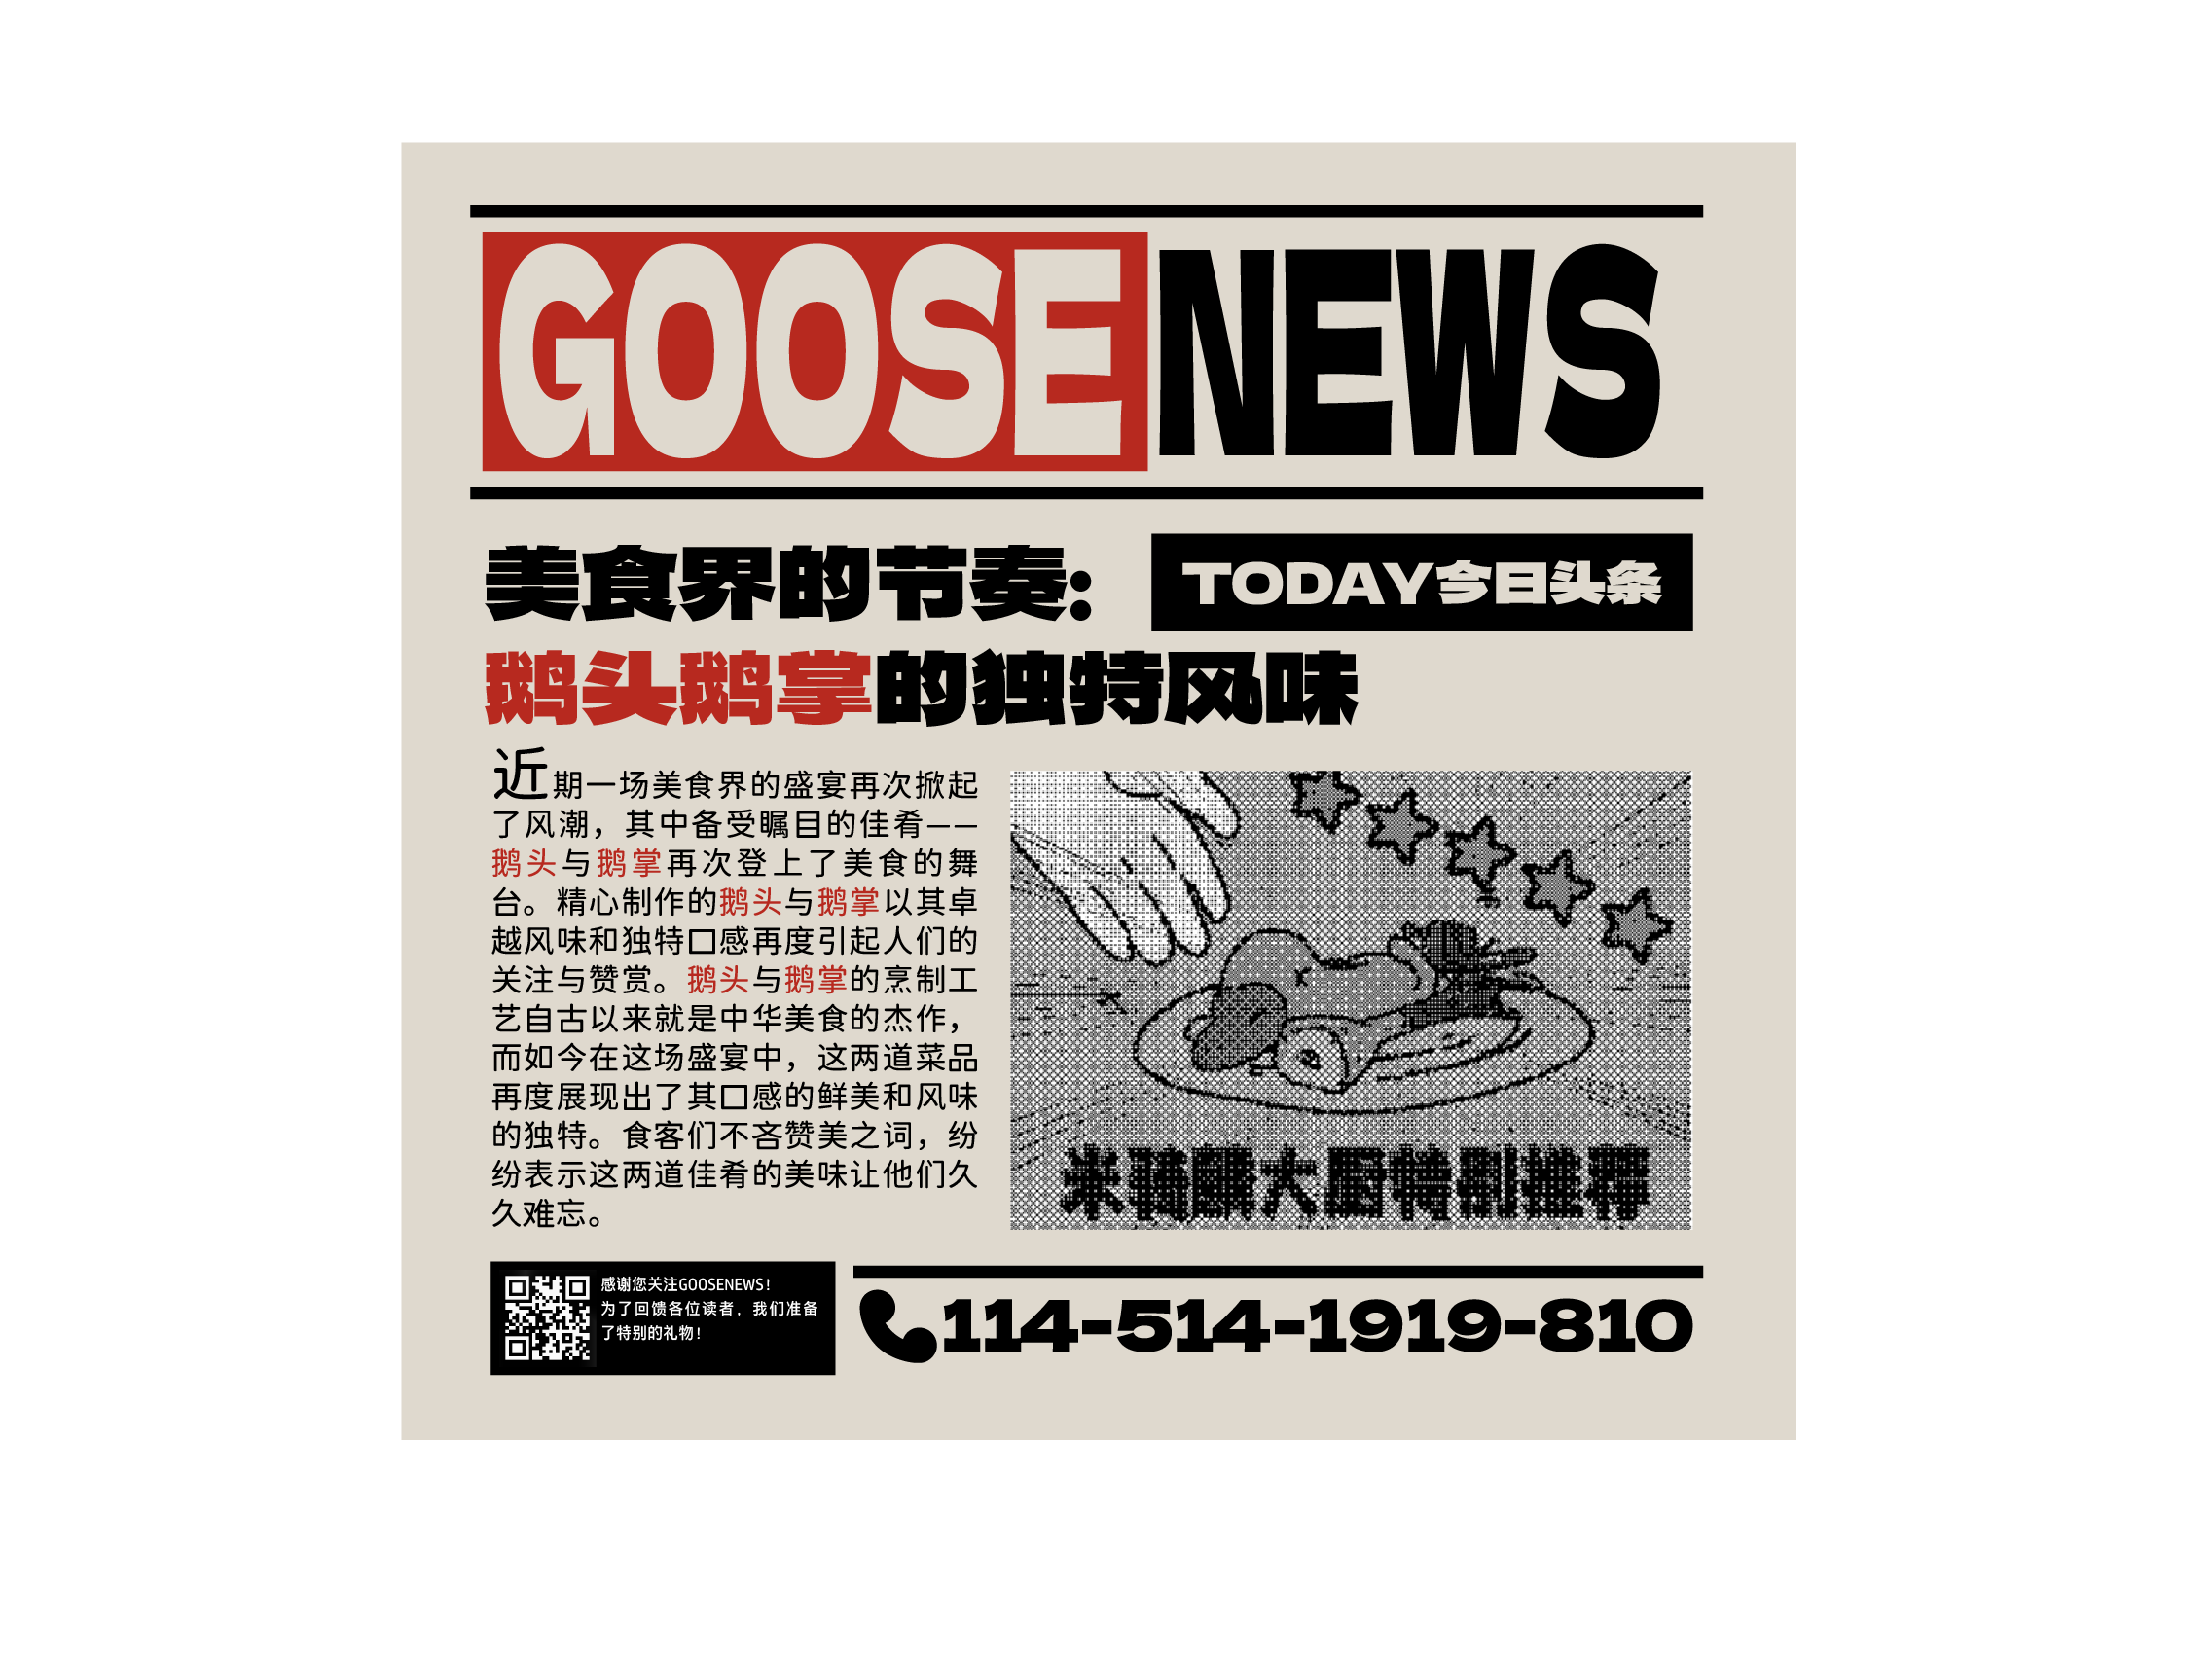 GOOSE NEWS
美食界的节奏:
TODAY今日头条
鹅头鹅掌的独特风味
近期一场美食界的盛宴再次掀起
了风潮，其中备受瞩目的佳肴——
鹅头与鹅掌再次登上了美食的舞
台。精心制作的鹅头与鹅掌以其卓
越风味和独特口感再度引起人们的
关注与赞赏。鹅头与鹅掌的烹制工
艺自古以来就是中华美食的杰作，
而如今在这场盛宴中，这两道菜品
再度展现出了其口感的鲜美和风味
的独特。食客们不吝赞美之词，纷
纷表示这两道佳肴的美味让他们久
久难忘。
大厨特别推荐
感谢您关注GOOSENEWS！
为了回馈各位读者，我们准备
了特别的礼物！
114-514-1919-810